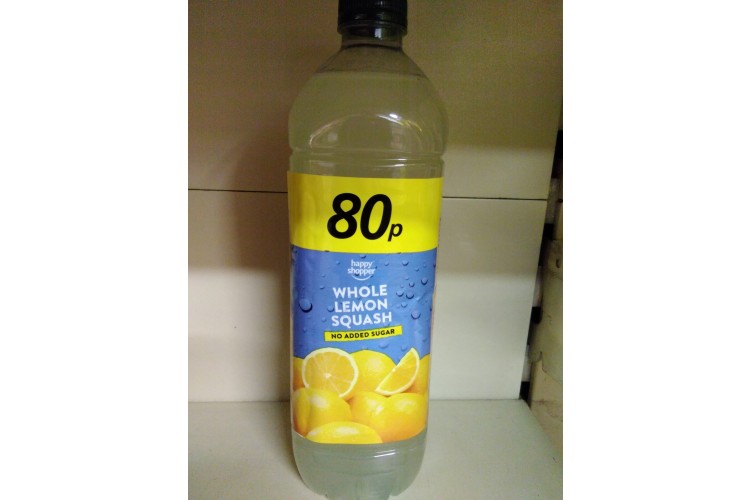 80p
happy
shopper
WHOLE
LEMON
SQUASH
NO ADDED SUGAR